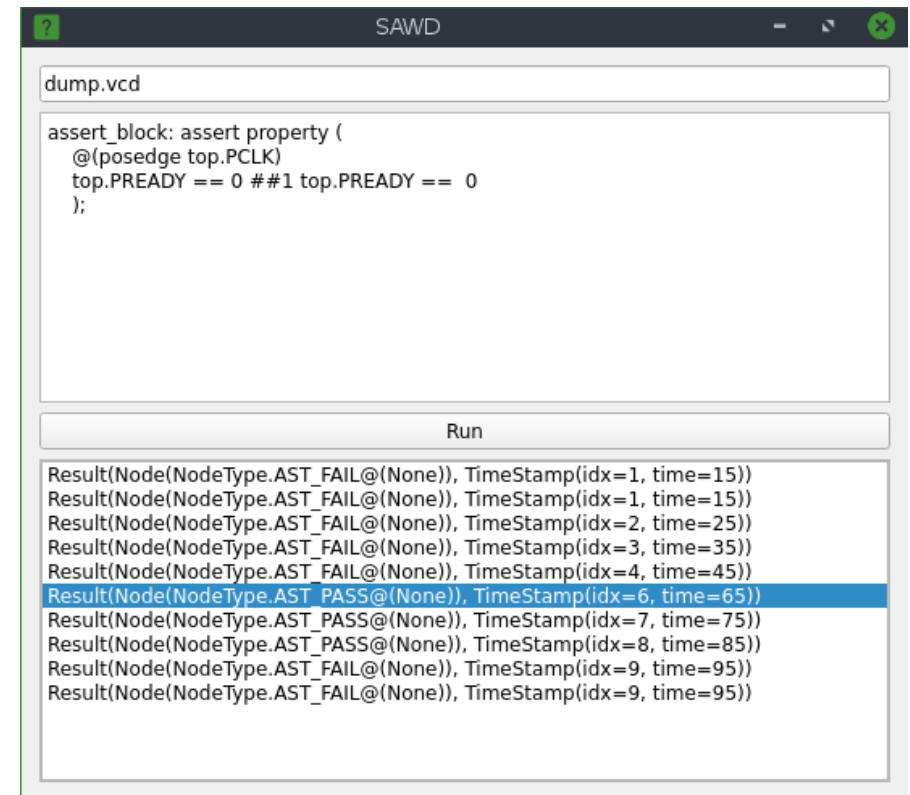 SAWD
dump.vcd
assert_block: assert property (
@(posedge top.PCLK)
top.PREADY == 0 ##1 top.PREADY ==  0
);
Run
Result(Node(NodeType.AST_FAIL@(None)), TimeStamp(idx=1, time=15))
Result(Node(NodeType.AST_FAIL@(None)), TimeStamp(idx=1, time=15))
Result(Node(NodeType.AST_FAIL@(None)), TimeStamp(idx=2, time=25))
Result(Node(NodeType.AST_FAIL@(None)), TimeStamp(idx=3, time=35))
Result(Node(NodeType.AST_FAIL@(None)), TimeStamp(idx=4, time=45))
Result(Node(NodeType.AST_PASS@(None)), TimeStamp(idx=6, time=65))
Result(Node(NodeType.AST_PASS@(None)), TimeStamp(idx=7, time=75))
Result(Node(NodeType.AST_PASS@(None)), TimeStamp(idx=8, time=85))
Result(Node(NodeType.AST_FAIL@(None)), TimeStamp(idx=9, time=95))
Result(Node(NodeType.AST_FAIL@(None)), TimeStamp(idx=9, time=95))